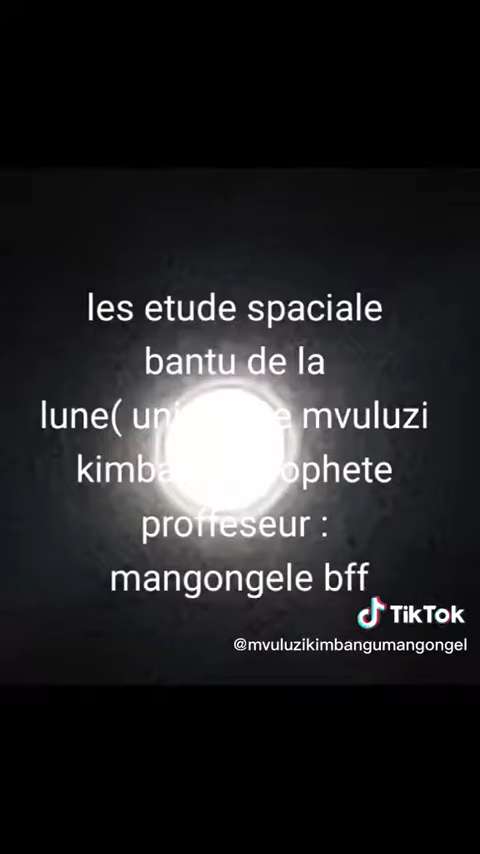 les etude spaciale
bantu de la
lune( mvuluzi
proffeseur :
mangongele bff
TikTok
@mvuluzikimbangumangongel